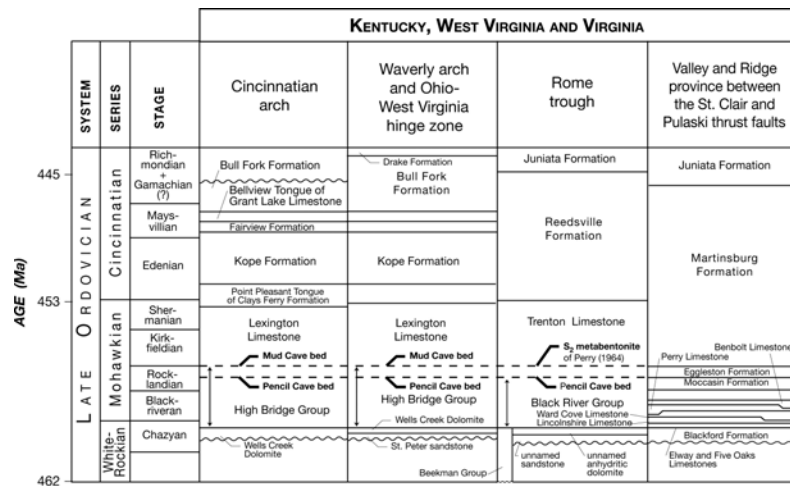 KENTUCKY, WEST VIRGINIA AND VIRGINIA
SYSTEM
SERIES
STAGE
Cincinnatian
arch
Waverly arch
and Ohio-
West Virginia
hinge zone
Rome
trough
Valley and Ridge
province between
the St. Clair and
Pulaski thrust faults
AGE (Ma)
445
453
462
LATE ORDOVICIAN
Cincinnatian
Mohawkian
White-
Rockian
Rich-
mondian
+
Gamachian
(?)
Mays-
villian
Edenian
Sher-
manian
Kirk-
fieldian
Rock-
landian
Black-
riveran
Chazyan
Bull Fork Formation
Bellview Tongue of
Grant Lake Limestone
Fairview Formation
Kope Formation
Point Pleasant Tongue
of Clays Ferry Formation
Lexington
Limestone
Mud Cave bed
Pencil Cave bed
High Bridge Group
Wells Creek
Dolomite
Drake Formation
Bull Fork
Formation
Kope Formation
Lexington
Limestone
Mud Cave bed
Pencil Cave bed
High Bridge Group
Wells Creek Dolomite
St. Peter sandstone
Beekman Group
Juniata Formation
Reedsville
Formation
Trenton Limestone
S2 metabentonite
of Perry (1964)
Pencil Cave bed
Black River Group
Ward Cove Limestone
Lincolnshire Limestone
unnamed
sandstone
unnamed
anhydritic
dolomite
Juniata Formation
Martinsburg
Formation
Benbolt Limestone
Perry Limestone
Eggleston Formation
Moccasin Formation
Blackford Formation
Elway and Five Oaks
Limestones